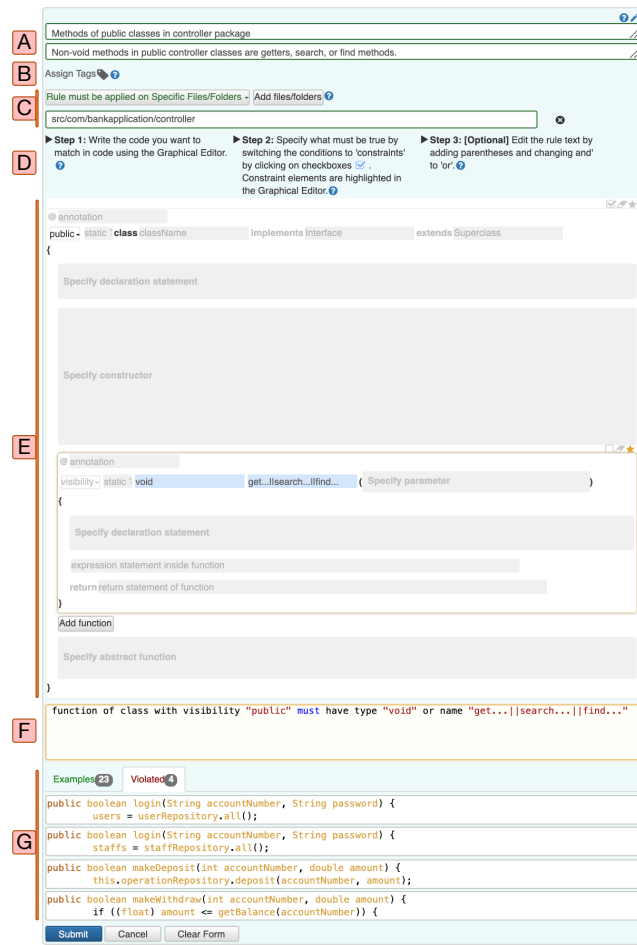 A
Methods of public classes in controller package
Non-void methods in public controller classes are getters, search, or find methods.
B
Assign Tags
C
Rule must be applied on Specific Files/Folders
Add files/folders
src/com/bankapplication/controller
D
Step 1: Write the code you want to
match in code using the Graphical Editor.
Step 2: Specify what must be true by
switching the conditions to 'constraints'
by clicking on checkboxes .
Constraint elements are highlighted in
the Graphical Editor.
Step 3: [Optional] Edit the rule text by
adding parentheses and changing and'
to 'or'.
E
@ annotation
public static class className implements Interface extends Superclass
{
Specify declaration statement
Specify constructor
@ annotation
visibility static void get...||search...||find... ( Specify parameter )
{
Specify declaration statement
expression statement inside function
return return statement of function
}
Add function
Specify abstract function
}
F
function of class with visibility "public" must have type "void" or name "get...||search...||find..."
G
Examples 23 Violated 4
public boolean login(String accountNumber, String password) {
users = userRepository.all();
public boolean login(String accountNumber, String password) {
staffs = staffRepository.all();
public boolean makeDeposit(int accountNumber, double amount) {
this.operationRepository.deposit(accountNumber, amount);
public boolean makeWithdraw(int accountNumber, double amount) {
if ((float) amount <= getBalance(accountNumber)) {
Submit Cancel Clear Form